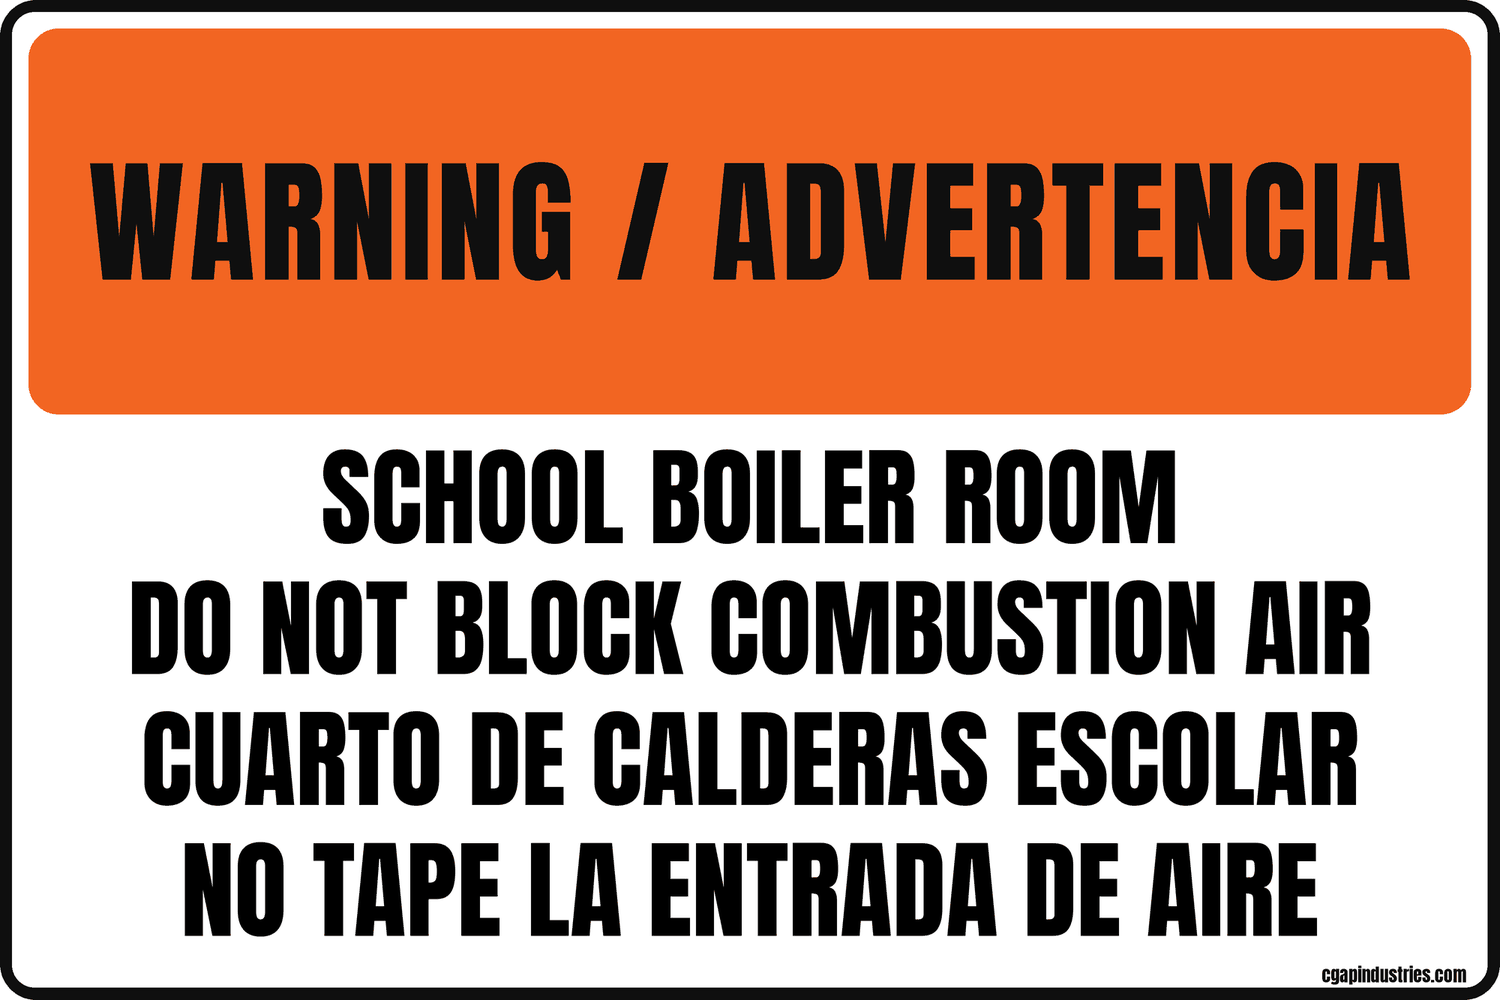 WARNING / ADVERTENCIA
SCHOOL BOILER ROOM
DO NOT BLOCK COMBUSTION AIR
CUARTO DE CALDERAS ESCOLAR
NO TAPE LA ENTRADA DE AIRE
cgapindustries.com